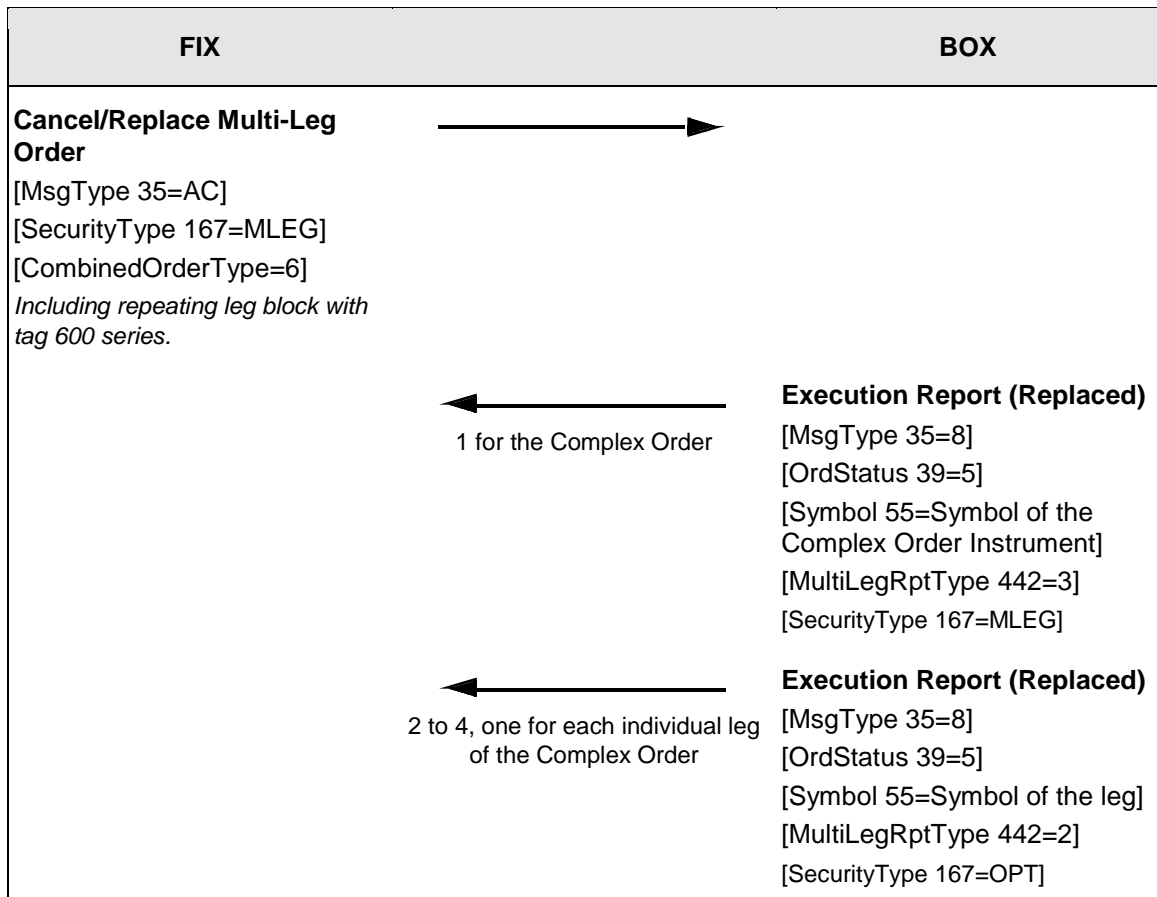 FIX
BOX
Cancel/Replace Multi-Leg
Order
[MsgType 35=AC]
[SecurityType 167=MLEG]
[CombinedOrderType=6]
Including repeating leg block with
tag 600 series.
1 for the Complex Order
Execution Report (Replaced)
[MsgType 35=8]
[OrdStatus 39=5]
[Symbol 55=Symbol of the
Complex Order Instrument]
[MultiLegRptType 442=3]
[SecurityType 167=MLEG]
2 to 4, one for each individual leg
of the Complex Order
Execution Report (Replaced)
[MsgType 35=8]
[OrdStatus 39=5]
[Symbol 55=Symbol of the leg]
[MultiLegRptType 442=2]
[SecurityType 167=OPT]